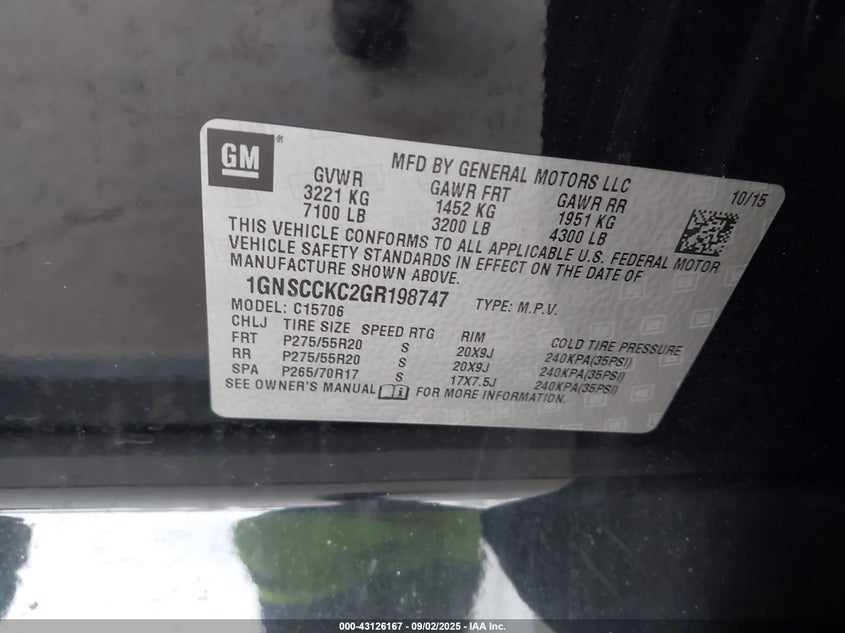 GM
MFD BY GENERAL MOTORS LLC
10/15
GVWR GAWR FRT GAWR RR
3221 KG 1452 KG 1951 KG
7100 LB 3200 LB 4300 LB
THIS VEHICLE CONFORMS TO ALL APPLICABLE U.S. FEDERAL MOTOR
VEHICLE SAFETY STANDARDS IN EFFECT ON THE DATE OF
MANUFACTURE SHOWN ABOVE.
1GNSCCKC2GR198747 TYPE: M.P.V.
MODEL: C15706
CHLJ TIRE SIZE SPEED RTG RIM COLD TIRE PRESSURE
FRT P275/55R20 S 20X9J 240KPA(35PSI)
RR P275/55R20 S 20X9J 240KPA(35PSI)
SPA P265/70R17 S 17X7.5J 240KPA(35PSI)
SEE OWNER'S MANUAL i FOR MORE INFORMATION.
000-43126167 - 09/02/2025 - IAA Inc.